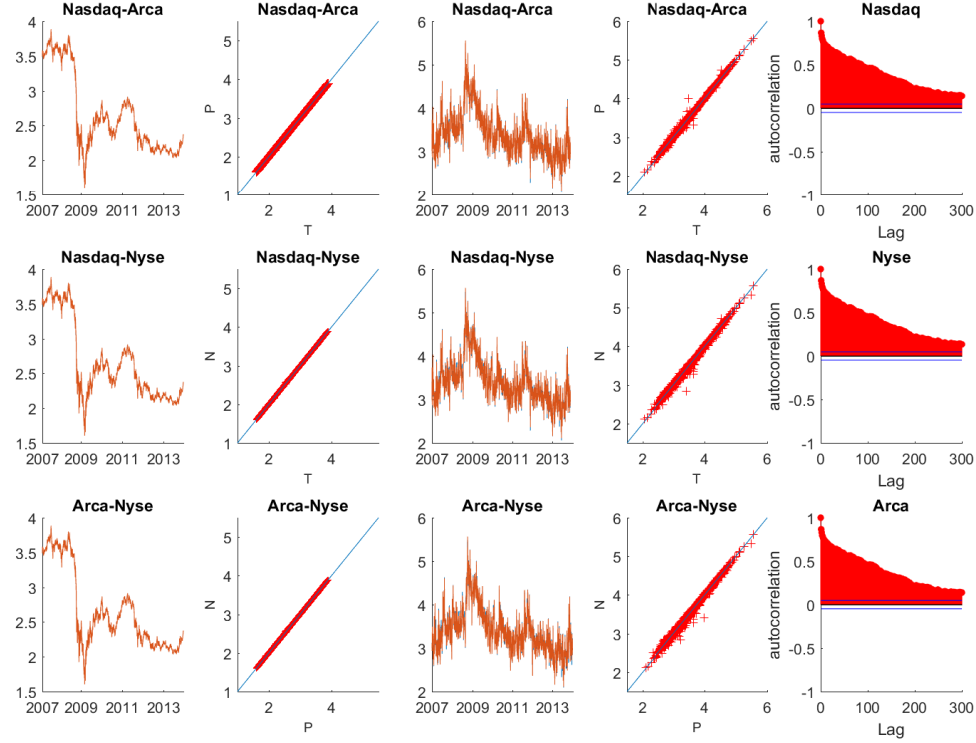 Nasdaq-Arca Nasdaq-Arca Nasdaq-Arca Nasdaq-Arca Nasdaq
4 3.5 3 2.5 2 1.5
2007 2009 2011 2013
P
5 4 3 2 1
2 4
T
6 5 4 3 2
2007 2009 2011 2013
P
5 4 3 2
2 4 6
T
autocorrelation
1 0.5 0 -0.5 -1
0 100 200 300
Lag
Nasdaq-Nyse Nasdaq-Nyse Nasdaq-Nyse Nasdaq-Nyse Nyse
4 3.5 3 2.5 2 1.5
2007 2009 2011 2013
N
5 4 3 2 1
2 4
T
6 5 4 3 2
2007 2009 2011 2013
N
6 5 4 3 2
2 4 6
T
autocorrelation
1 0.5 0 -0.5 -1
0 100 200 300
Lag
Arca-Nyse Arca-Nyse Arca-Nyse Arca-Nyse Arca
4 3.5 3 2.5 2 1.5
2007 2009 2011 2013
N
5 4 3 2 1
2 4
P
6 5 4 3 2
2007 2009 2011 2013
N
6 5 4 3 2
2 4 6
P
autocorrelation
1 0.5 0 -0.5 -1
0 100 200 300
Lag